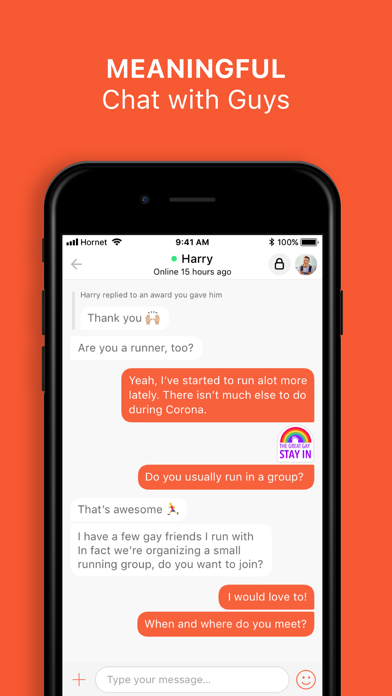 MEANINGFUL
Chat with Guys
Hornet
9:41 AM
100%
Harry
Online 15 hours ago
Harry replied to an award you gave him
Thank you 🙌🏼
Are you a runner, too?
Yeah, I've started to run alot more
lately. There isn't much else to do
during Corona.
THE GREAT GAY
STAY IN
Do you usually run in a group?
That's awesome 🏃
I have a few gay friends I run with
In fact we're organizing a small
running group, do you want to join?
I would love to!
When and where do you meet?
Type your message...